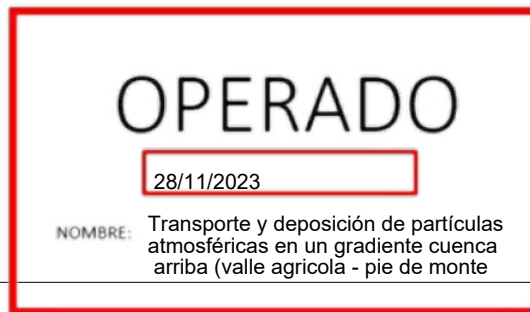 OPERADO
28/11/2023
NOMBRE: Transporte y deposición de partículas
atmosféricas en un gradiente cuenca
arriba (valle agricola - pie de monte